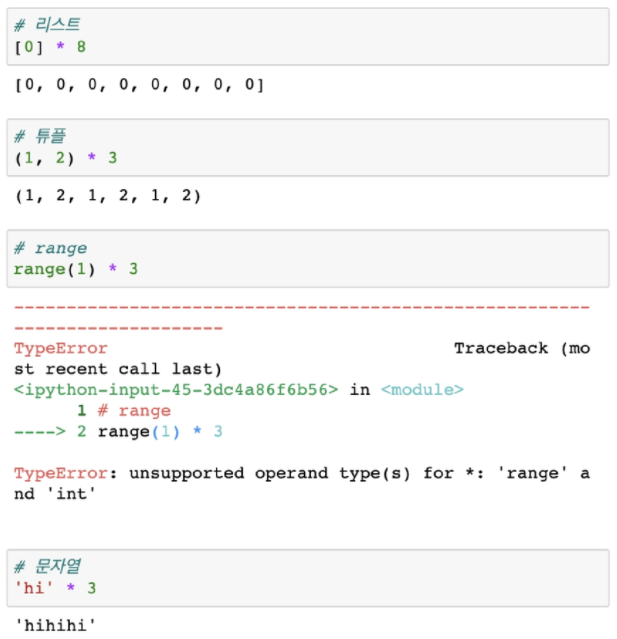 # 리스트
[0] * 8
[0, 0, 0, 0, 0, 0, 0, 0]
# 튜플
(1, 2) * 3
(1, 2, 1, 2, 1, 2)
# range
range(1) * 3
---------------------------------------------------------------------------
TypeError                                 Traceback (mo
st recent call last)
<ipython-input-45-3dc4a86f6b56> in <module>
      1 # range
----> 2 range(1) * 3
TypeError: unsupported operand type(s) for *: 'range' a
nd 'int'
# 문자열
'hi' * 3
'hihihi'